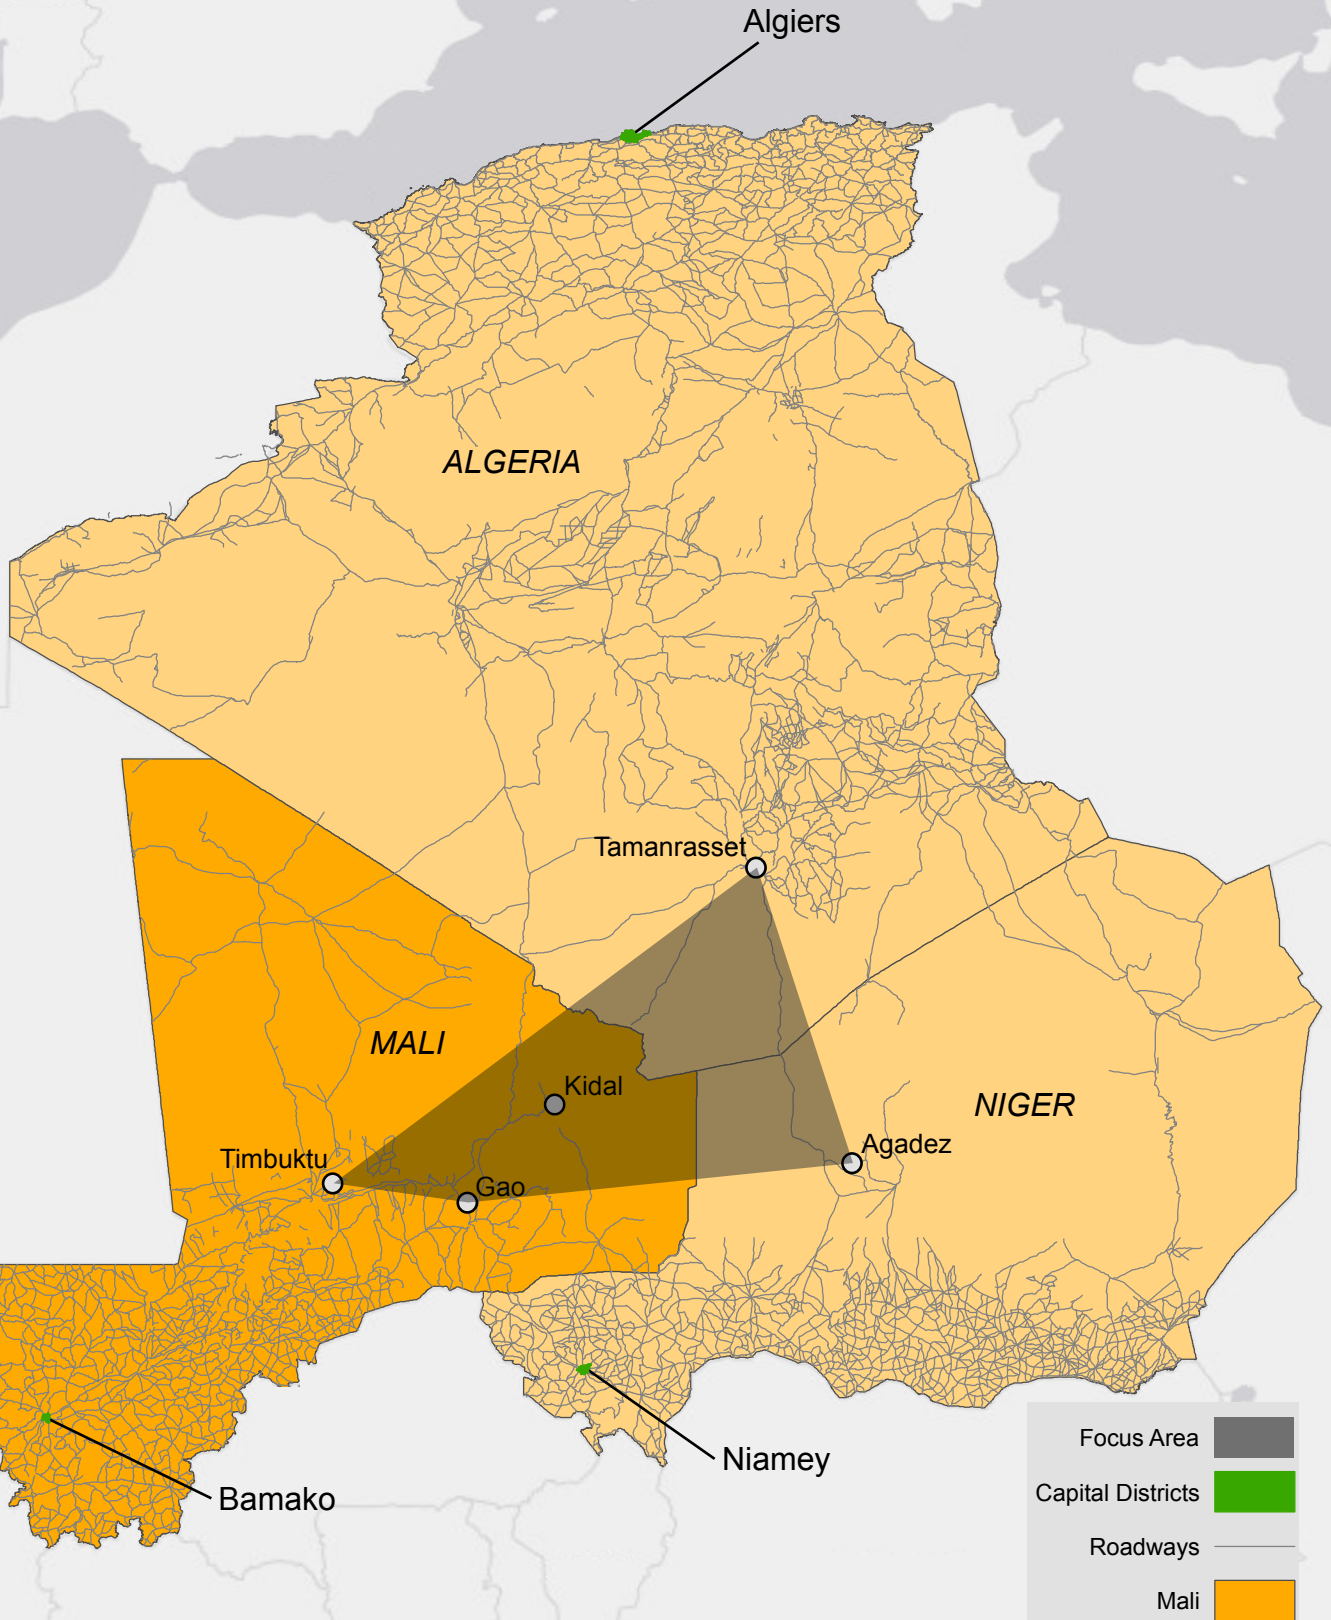 Algiers
ALGERIA
Tamanrasset
MALI
Kidal
NIGER
Agadez
Timbuktu
Gao
Niamey
Bamako
Focus Area
Capital Districts
Roadways
Mali